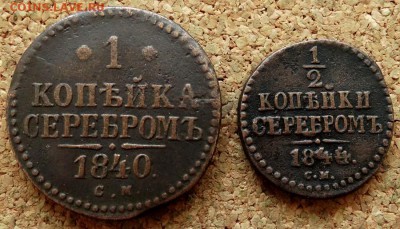 COINS.LAVE.RU
• 1 •
КОПѢЙКА
СЕРЕБРОМЪ
1840.
С. М.
1/2
КОПѢЙКИ
СЕРЕБРОМЪ
1844.
С. М.